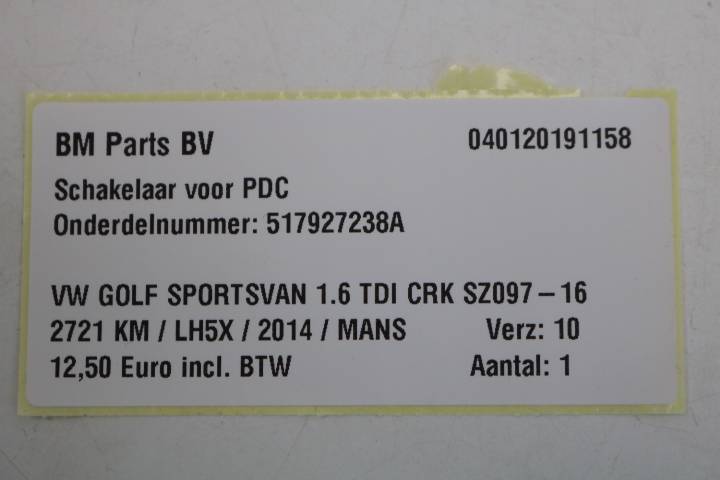 BM Parts BV 040120191158
Schakelaar voor PDC
Onderdelnummer: 517927238A
VW GOLF SPORTSVAN 1.6 TDI CRK SZ097 – 16
2721 KM / LH5X / 2014 / MANS Verz: 10
12,50 Euro incl. BTW Aantal: 1